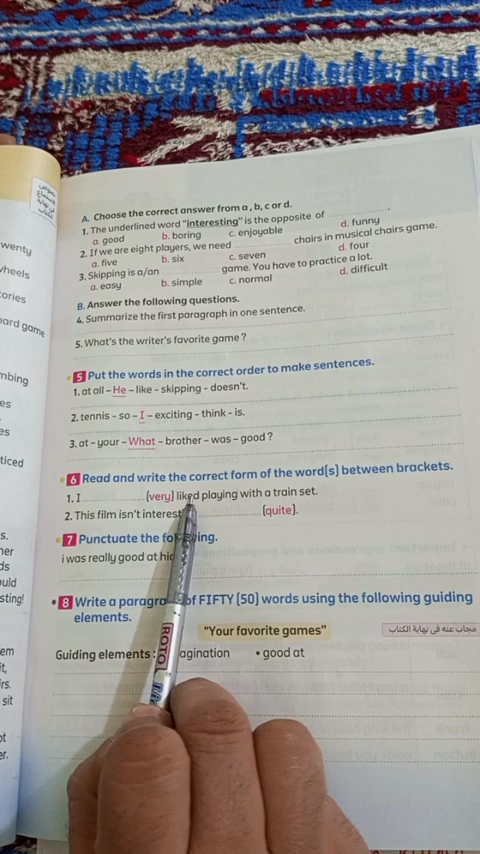 A. Choose the correct answer from a, b, c or d.
1. The underlined word "interesting" is the opposite of .
a. good b. boring c. enjoyable d. funny
2. If we are eight players, we need chairs in musical chairs game.
a. five b. six c. seven d. four
3. Skipping is a/an game. You have to practice a lot.
a. easy b. simple c. normal d. difficult
B. Answer the following questions.
4. Summarize the first paragraph in one sentence.
5. What's the writer's favorite game?
5 Put the words in the correct order to make sentences.
1. at all – He – like - skipping - doesn't.
2. tennis - so – I – exciting - think - is.
3. at – your – What – brother – was – good?
6 Read and write the correct form of the word[s] between brackets.
1. I [very] liked playing with a train set.
2. This film isn't interest [quite].
7 Punctuate the
i was really good at
8 Write a of FIFTY [50] words using the following guiding
elements.
"Your favorite games"
مجاب عنه في نهاية الكتاب
Guiding elements : • good at
board game
ROTO